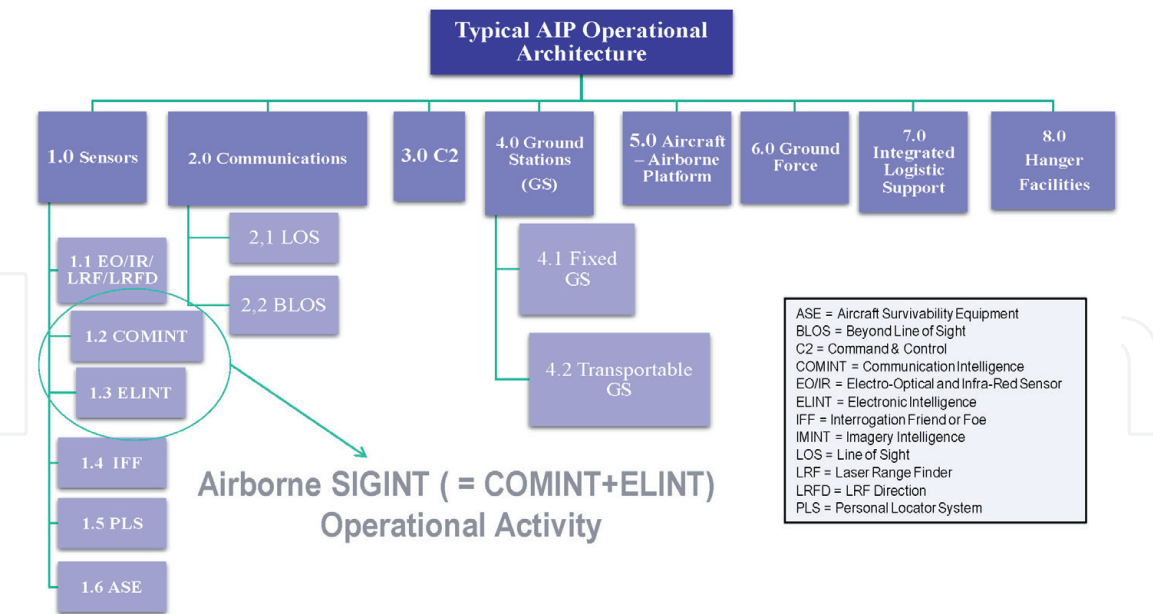 Typical AIP Operational
Architecture
1.0 Sensors
2.0 Communications
3.0 C2
4.0 Ground
Stations
(GS)
5.0 Aircraft
– Airborne
Platform
6.0 Ground
Force
7.0
Integrated
Logistic
Support
8.0
Hanger
Facilities
1.1 EO/IR/
LRF/LRFD
1.2 COMINT
1.3 ELINT
1.4 IFF
1.5 PLS
1.6 ASE
2,1 LOS
2,2 BLOS
4.1 Fixed
GS
4.2 Transportable
GS
Airborne SIGINT ( = COMINT+ELINT)
Operational Activity
ASE = Aircraft Survivability Equipment
BLOS = Beyond Line of Sight
C2 = Command & Control
COMINT = Communication Intelligence
EO/IR = Electro-Optical and Infra-Red Sensor
ELINT = Electronic Intelligence
IFF = Interrogation Friend or Foe
IMINT = Imagery Intelligence
LOS = Line of Sight
LRF = Laser Range Finder
LRFD = LRF Direction
PLS = Personal Locator System